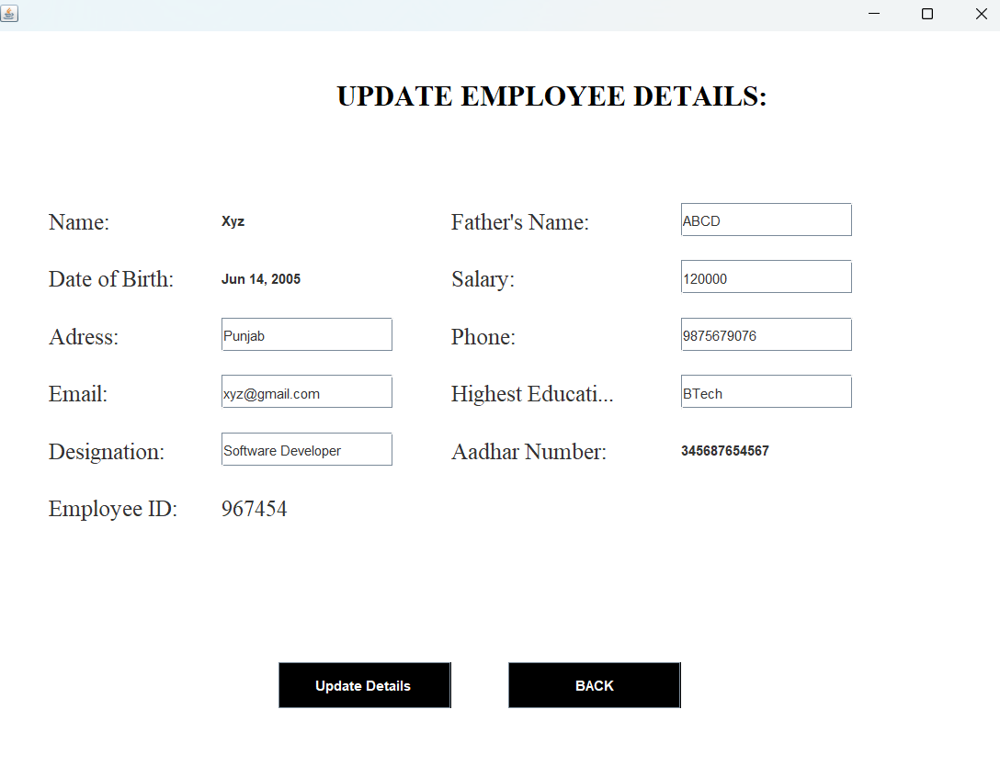 UPDATE EMPLOYEE DETAILS:
Name: Xyz Father's Name: ABCD
Date of Birth: Jun 14, 2005 Salary: 120000
Adress: Punjab Phone: 9875679076
Email: xyz@gmail.com Highest Educati... BTech
Designation: Software Developer Aadhar Number: 345687654567
Employee ID: 967454
Update Details BACK